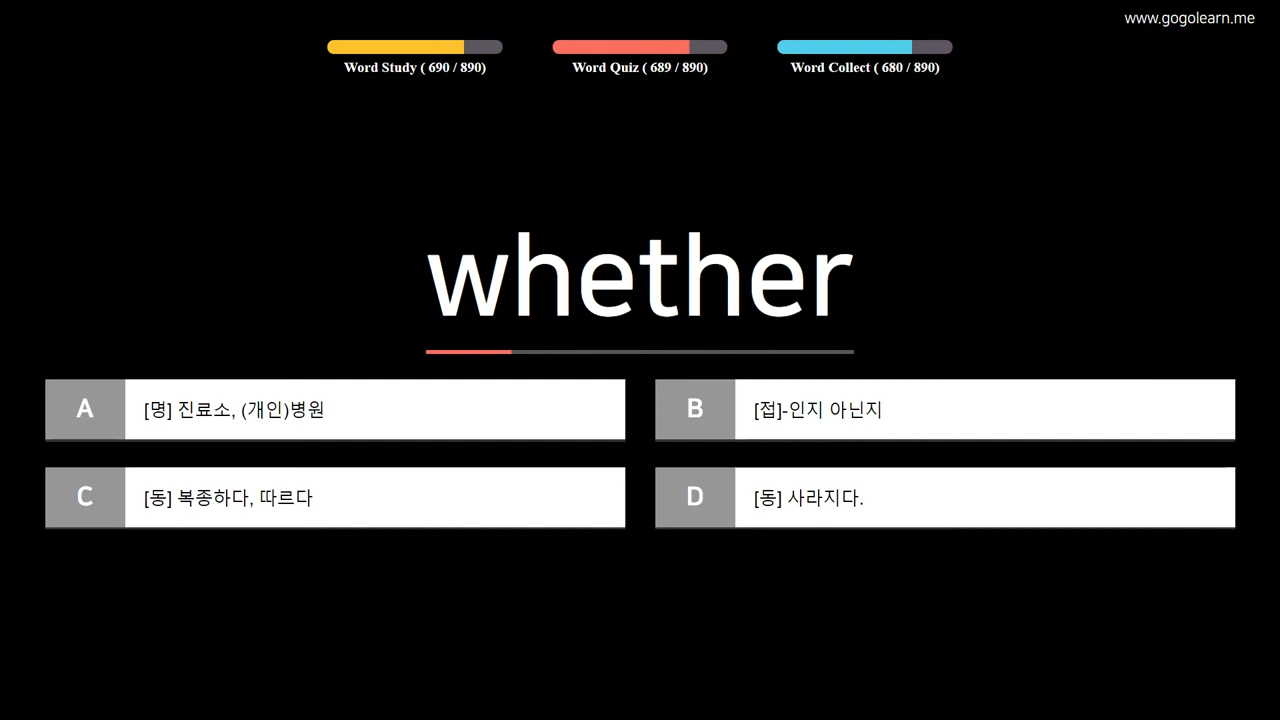 www.gogolearn.me
Word Study ( 690 / 890)
Word Quiz ( 689 / 890)
Word Collect ( 680 / 890)
whether
A [명] 진료소, (개인)병원
B [접]-인지 아닌지
C [동] 복종하다, 따르다
D [동] 사라지다.